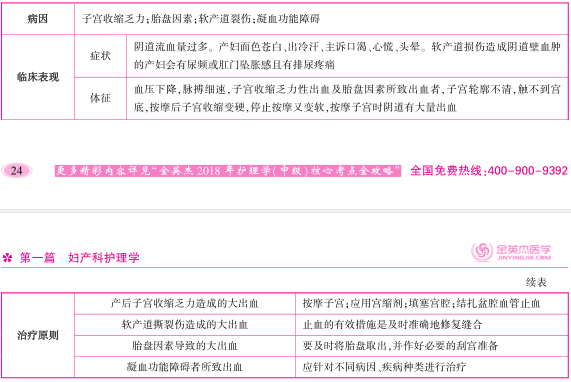 病因 子宫收缩乏力;胎盘因素;软产道裂伤;凝血功能障碍
临床表现
症状
阴道流血量过多。产妇面色苍白、出冷汗、主诉口渴、心慌、头晕。软产道损伤造成阴道壁血肿
的产妇会有尿频或肛门坠胀感且有排尿疼痛
体征
血压下降,脉搏细速,子宫收缩乏力性出血及胎盘因素所致出血者,子宫轮廓不清,触不到宫
底,按摩后子宫收缩变硬,停止按摩又变软,按摩子宫时阴道有大量出血
24 更多精彩内容详见“金英杰2018年护理学(中级)核心考点全攻略” 全国免费热线:400-900-9392
第一篇 妇产科护理学
金英杰医学
JINYINGJIE.COM
续表
治疗原则
产后子宫收缩乏力造成的大出血 按摩子宫;应用宫缩剂;填塞宫腔;结扎盆腔血管止血
软产道撕裂伤造成的大出血 止血的有效措施是及时准确地修复缝合
胎盘因素导致的大出血 要及时将胎盘取出,并作好必要的刮宫准备
凝血功能障碍者所致出血 应针对不同病因、疾病种类进行治疗